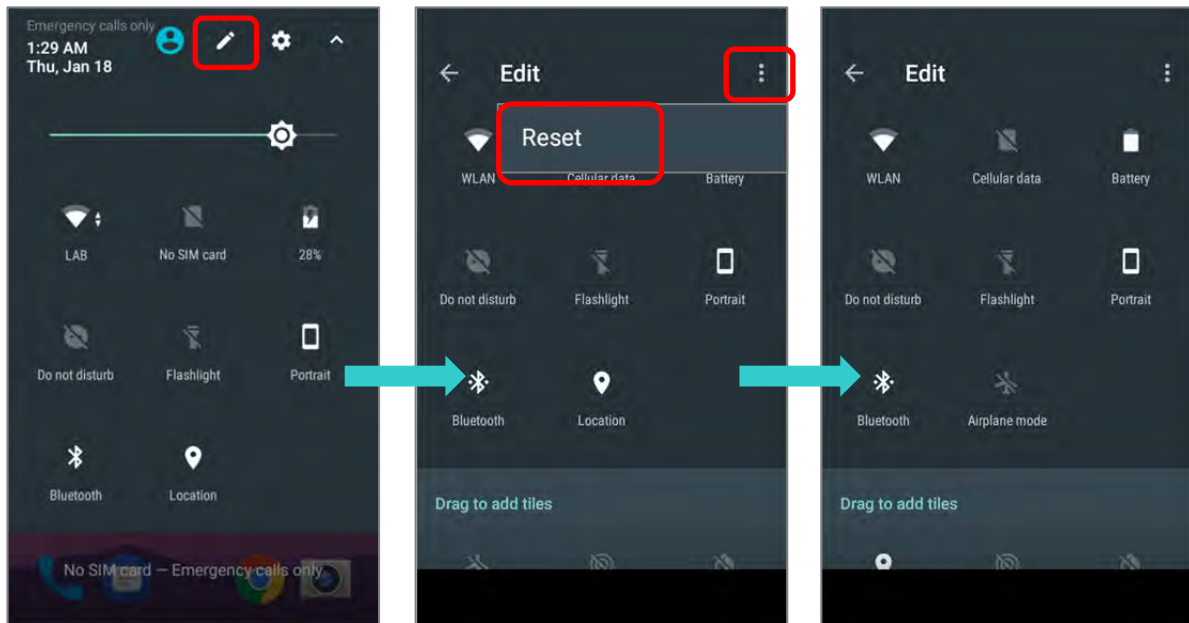 Emergency calls only
1:29 AM
Thu, Jan 18
LAB
No SIM card
28%
Do not disturb
Flashlight
Portrait
Bluetooth
Location
No SIM card — Emergency calls only
Edit
Reset
WLAN
Cellular data
Battery
Do not disturb
Flashlight
Portrait
Bluetooth
Location
Drag to add tiles
Edit
WLAN
Cellular data
Battery
Do not disturb
Flashlight
Portrait
Bluetooth
Airplane mode
Drag to add tiles